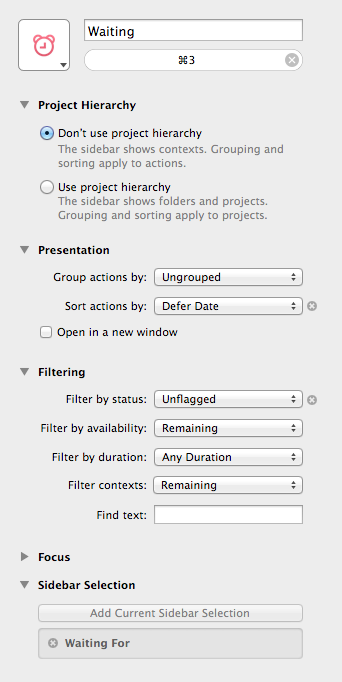 Waiting
⌘3
Project Hierarchy
Don't use project hierarchy
The sidebar shows contexts. Grouping and
sorting apply to actions.
Use project hierarchy
The sidebar shows folders and projects.
Grouping and sorting apply to projects.
Presentation
Group actions by: Ungrouped
Sort actions by: Defer Date
Open in a new window
Filtering
Filter by status: Unflagged
Filter by availability: Remaining
Filter by duration: Any Duration
Filter contexts: Remaining
Find text:
Focus
Sidebar Selection
Add Current Sidebar Selection
Waiting For